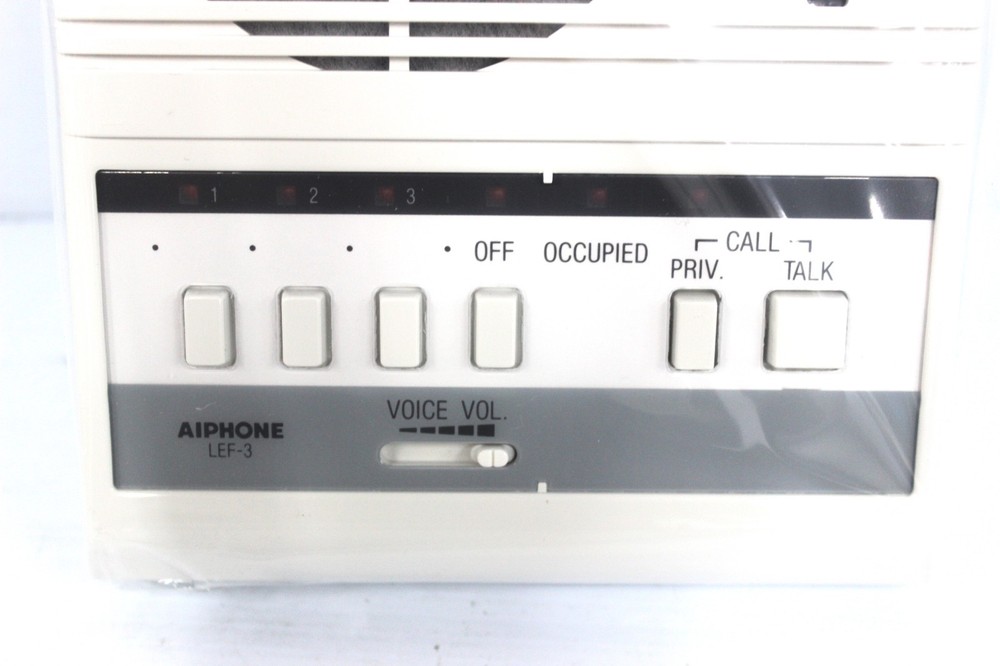 1 2 3
• • • • OFF OCCUPIED CALL
PRIV. TALK
VOICE VOL.
AIPHONE
LEF-3